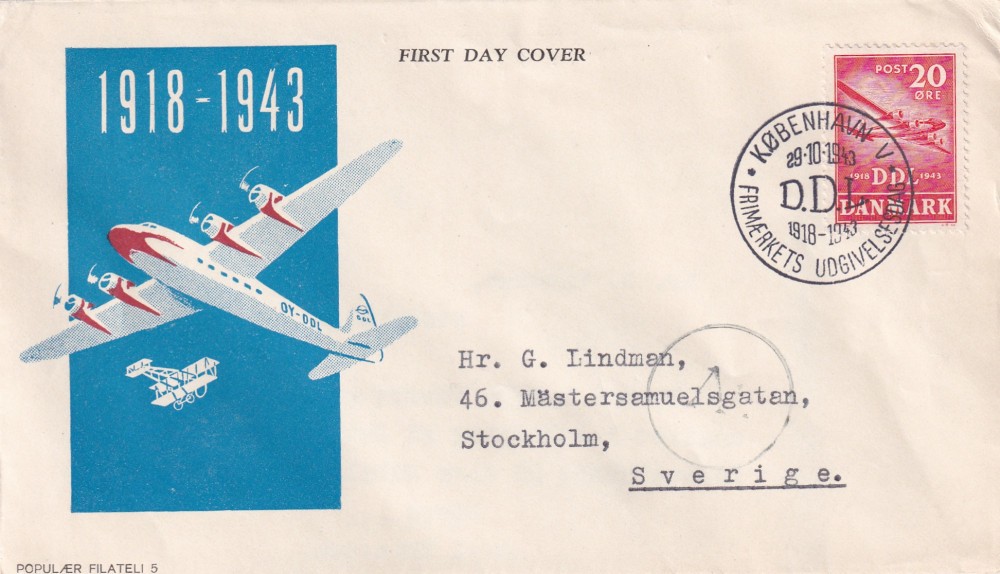 FIRST DAY COVER
1918-1943
POST 20
ØRE
1918 DDL 1943
DANMARK
KØBENHAVN V
29·10·1943
D.D.L.
1918-1943
FRIMÆRKETS UDGIVELSESDAG
OY-DDL
DDL
Hr. G. Lindman,
46. Mästersamuelsgatan,
Stockholm,
Sverige.
POPULÆR FILATELI 5